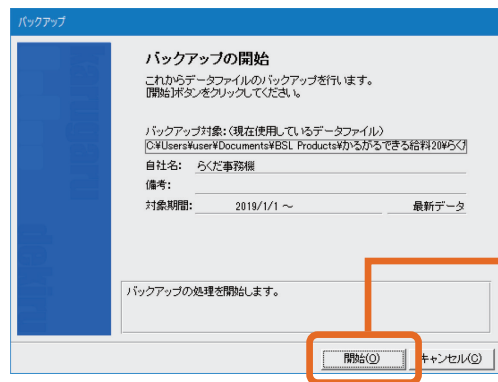 バックアップ
バックアップの開始
これからデータファイルのバックアップを行います。
[開始]ボタンをクリックしてください。
バックアップ対象:(現在使用しているデータファイル)
C:¥Users¥user¥Documents¥BSL Products¥かるがるできる給料20¥らくだ
自社名： らくだ事務機
備考：
対象期間： 2019/1/1 ～ 最新データ
バックアップの処理を開始します。
開始(O) キャンセル(C)